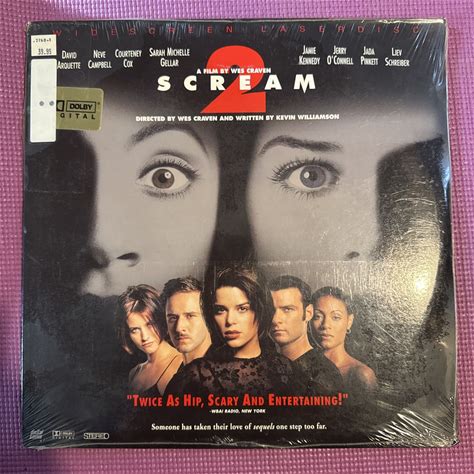 WIDESCREEN LASERDISC
39.95
David Arquette
Neve Campbell
Courteney Cox
Sarah Michelle Gellar
Jamie Kennedy
Jerry O'Connell
Jada Pinkett
Liev Schreiber
A FILM BY WES CRAVEN
SCREAM
2
DOLBY
DIGITAL
DIRECTED BY WES CRAVEN AND WRITTEN BY KEVIN WILLIAMSON
"TWICE AS HIP, SCARY AND ENTERTAINING!"
-WBAI RADIO, NEW YORK
Someone has taken their love of sequels one step too far.
STEREO